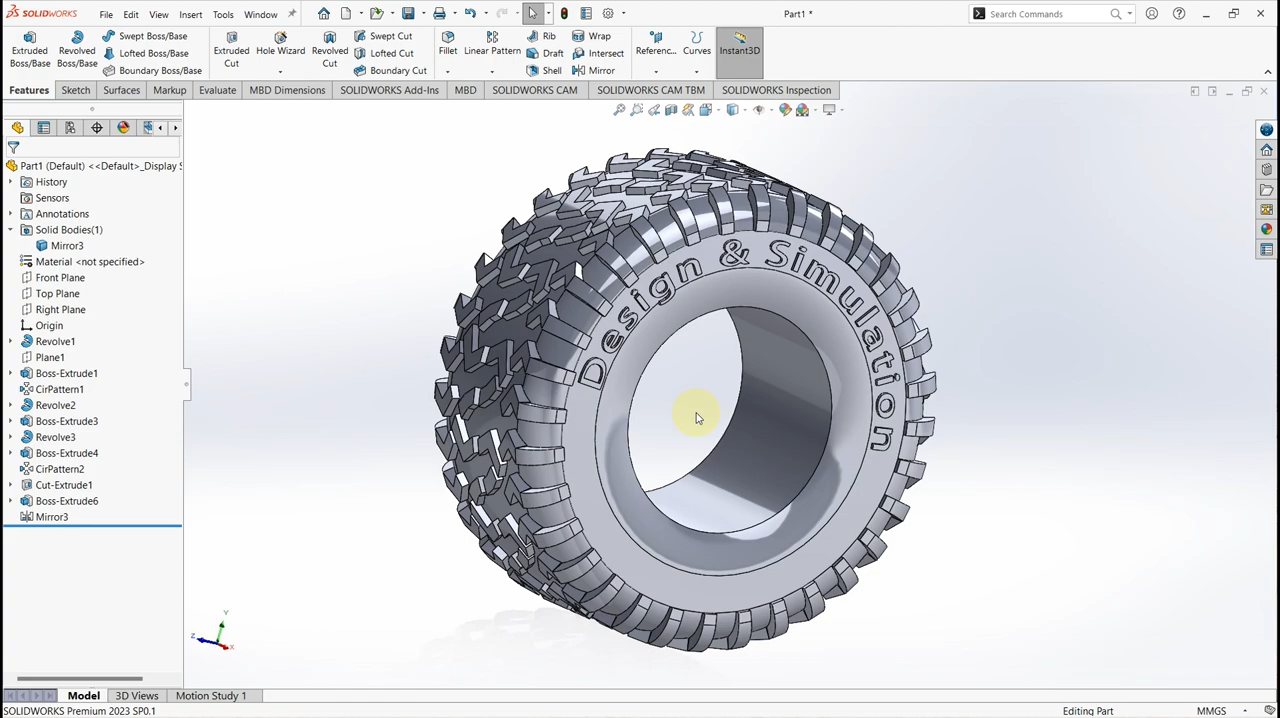 SOLIDWORKS
File Edit View Insert Tools Window
Part1 *
Search Commands
Extruded Boss/Base
Revolved Boss/Base
Swept Boss/Base
Lofted Boss/Base
Boundary Boss/Base
Extruded Cut
Hole Wizard
Revolved Cut
Swept Cut
Lofted Cut
Boundary Cut
Fillet
Linear Pattern
Rib
Draft
Shell
Wrap
Intersect
Mirror
Referenc...
Curves
Instant3D
Features Sketch Surfaces Markup Evaluate MBD Dimensions SOLIDWORKS Add-Ins MBD SOLIDWORKS CAM SOLIDWORKS CAM TBM SOLIDWORKS Inspection
Part1 (Default) <<Default>_Display S
History
Sensors
Annotations
Solid Bodies(1)
Mirror3
Material <not specified>
Front Plane
Top Plane
Right Plane
Origin
Revolve1
Plane1
Boss-Extrude1
CirPattern1
Revolve2
Boss-Extrude3
Revolve3
Boss-Extrude4
CirPattern2
Cut-Extrude1
Boss-Extrude6
Mirror3
Design & Simulation
Y
Z
X
Model 3D Views Motion Study 1
SOLIDWORKS Premium 2023 SP0.1
Editing Part
MMGS